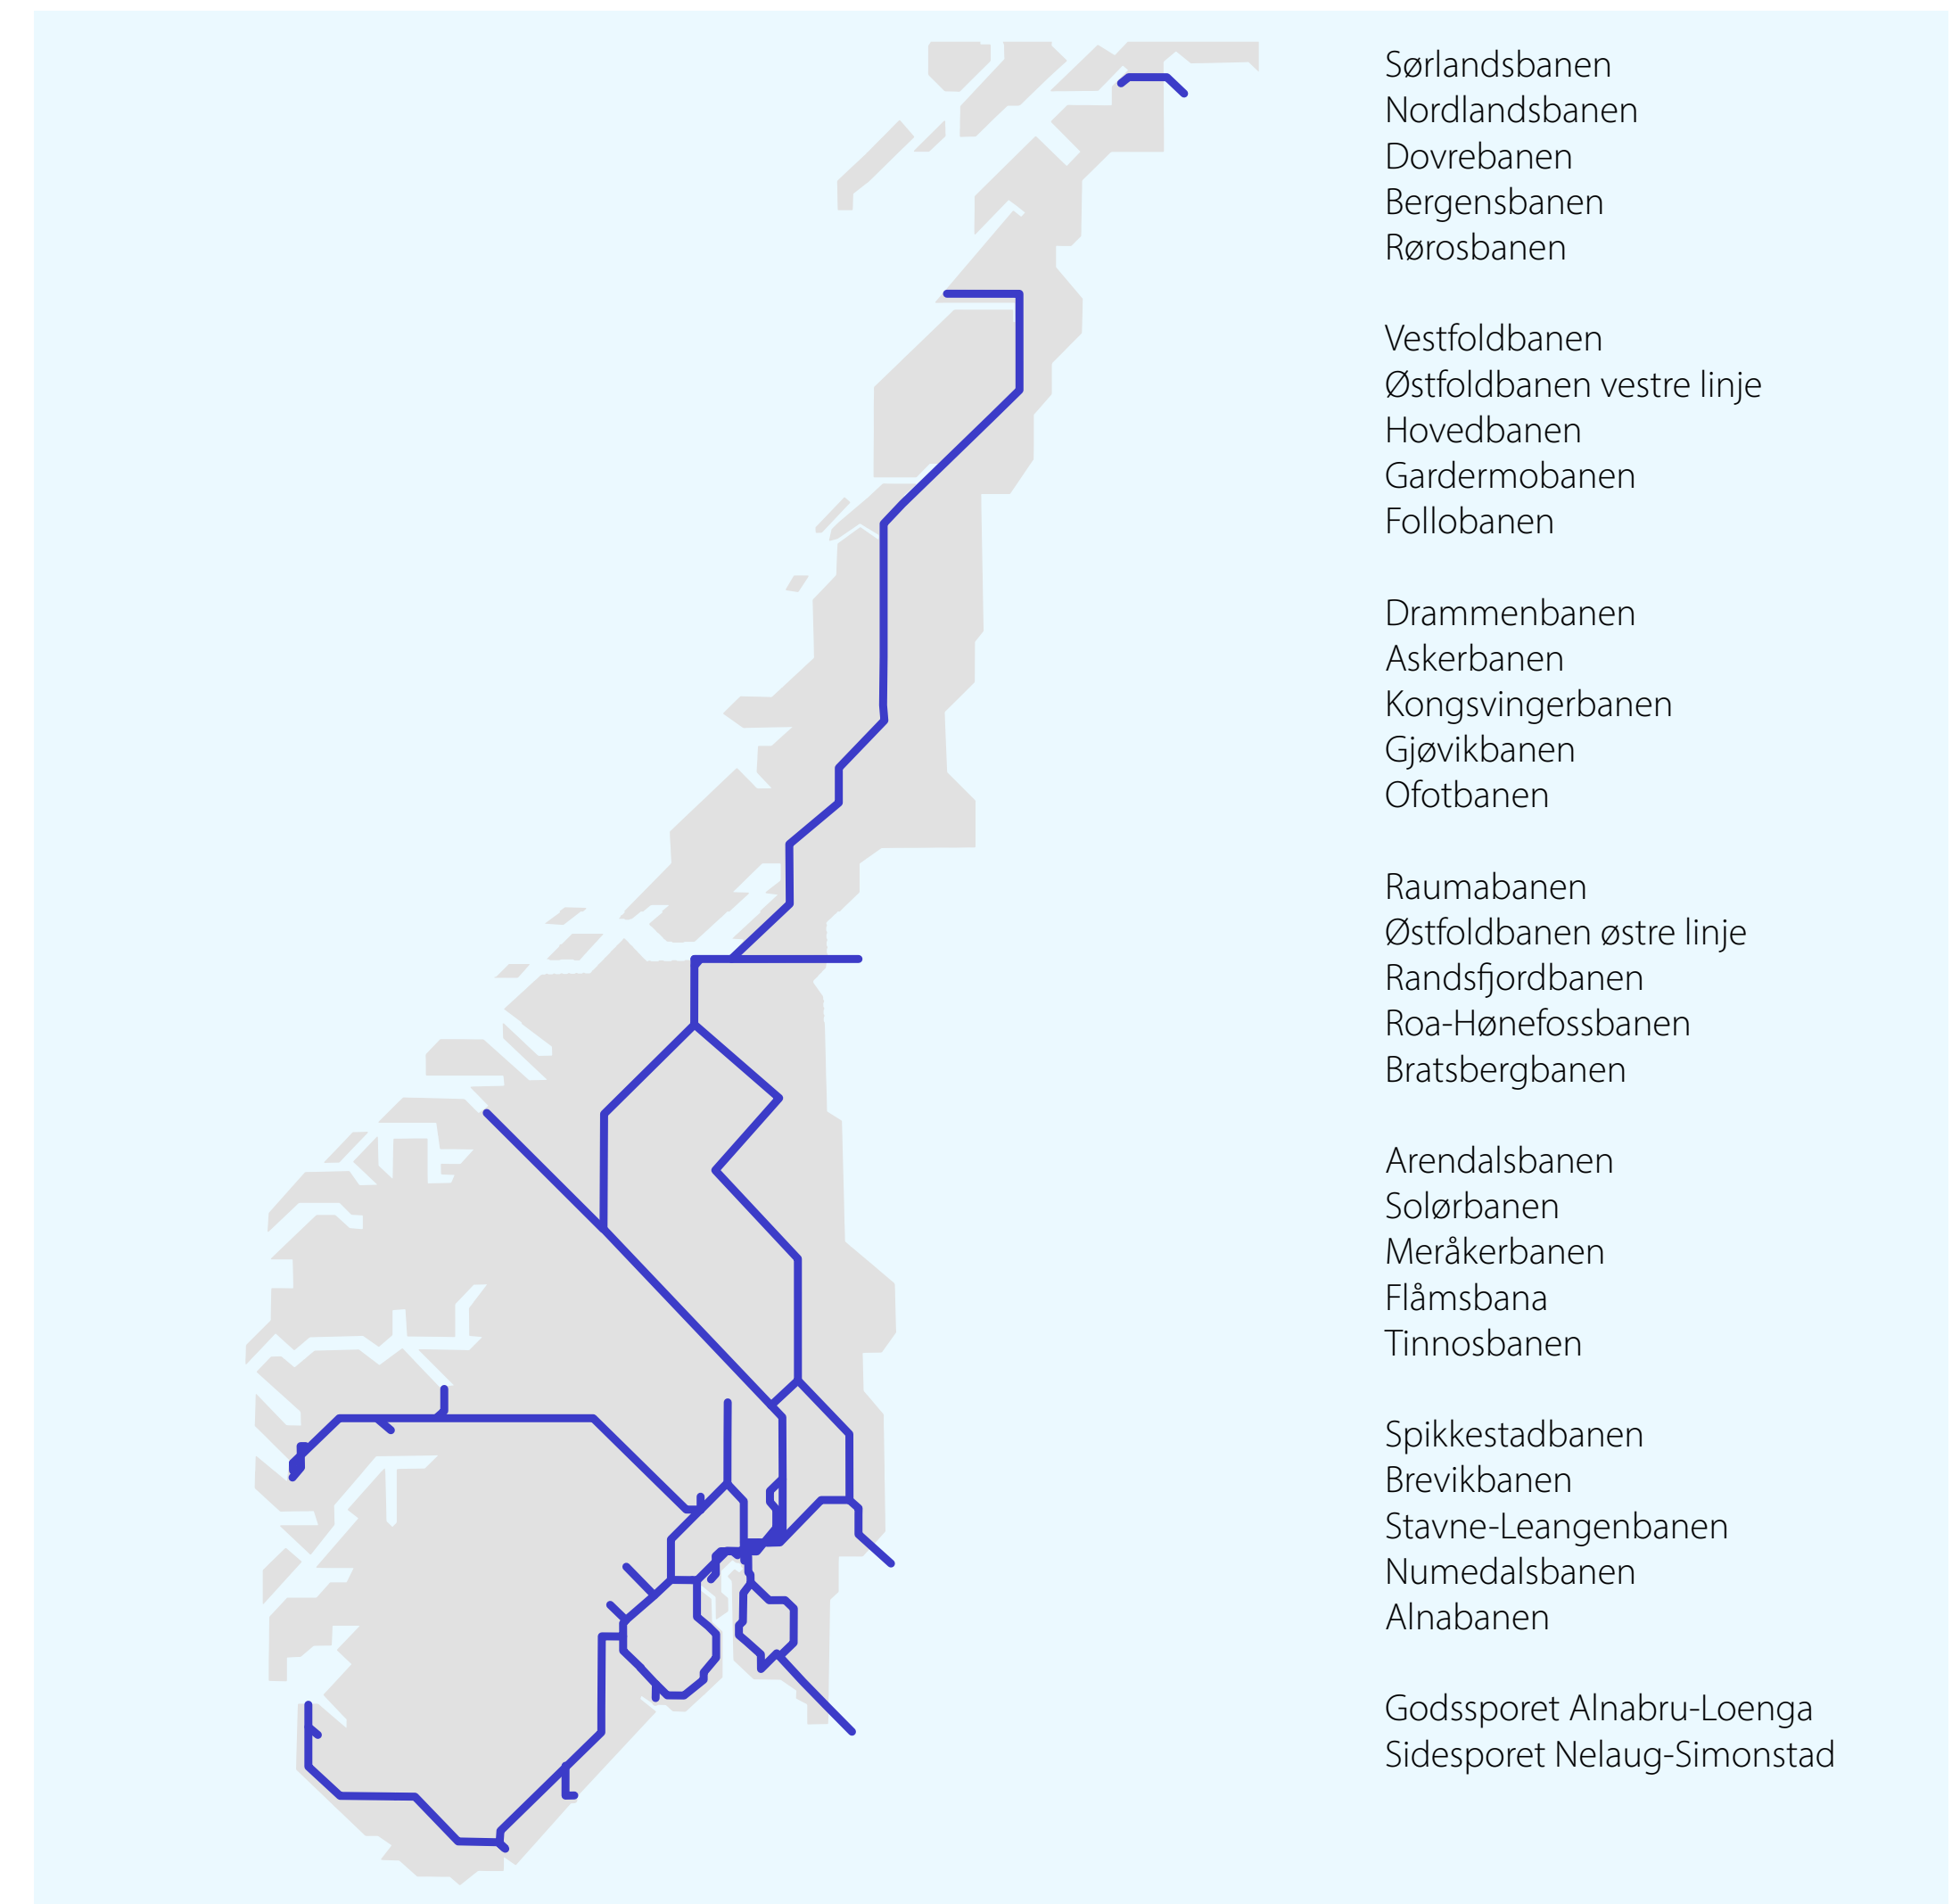 Sørlandsbanen
Nordlandsbanen
Dovrebanen
Bergensbanen
Rørosbanen
Vestfoldbanen
Østfoldbanen vestre linje
Hovedbanen
Gardermobanen
Follobanen
Drammenbanen
Askerbanen
Kongsvingerbanen
Gjøvikbanen
Ofotbanen
Raumabanen
Østfoldbanen østre linje
Randsfjordbanen
Roa-Hønefossbanen
Bratsbergbanen
Arendalsbanen
Solørbanen
Meråkerbanen
Flåmsbana
Tinnosbanen
Spikkestadbanen
Brevikbanen
Stavne-Leangenbanen
Numedalsbanen
Alnabanen
Godssporet Alnabru-Loenga
Sidesporet Nelaug-Simonstad